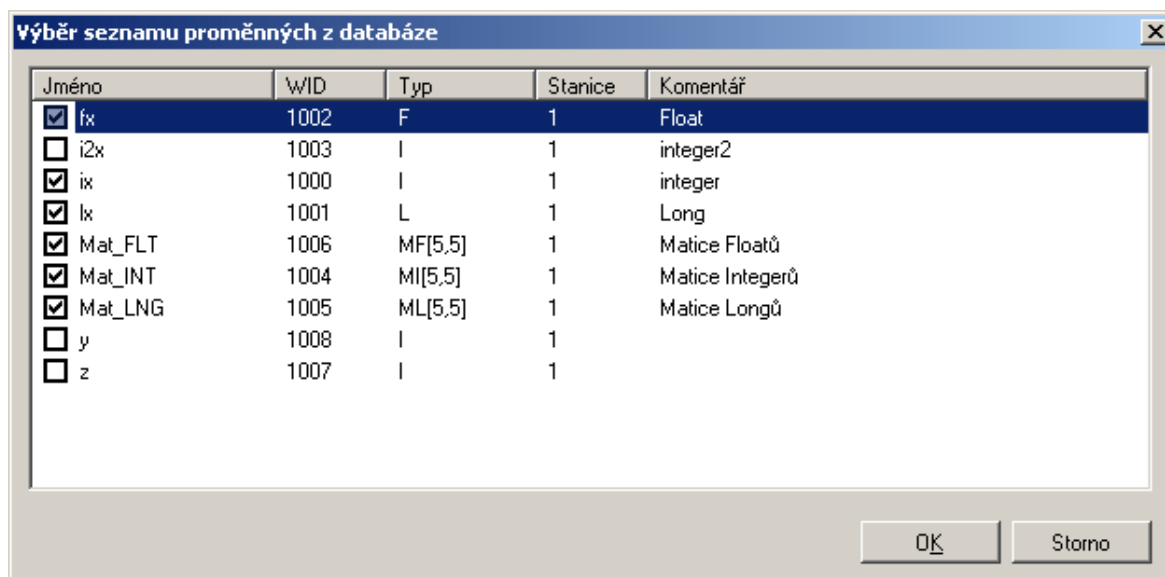 Výběr seznamu proměnných z databáze
Jméno WID Typ Stanice Komentář
fx 1002 F 1 Float
i2x 1003 I 1 integer2
ix 1000 I 1 integer
lx 1001 L 1 Long
Mat_FLT 1006 MF[5,5] 1 Matice Floatů
Mat_INT 1004 MI[5,5] 1 Matice Integerů
Mat_LNG 1005 ML[5,5] 1 Matice Longů
y 1008 I 1
z 1007 I 1
OK Storno